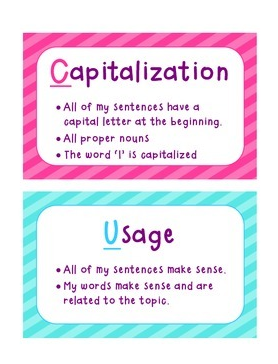 Capitalization
• All of my sentences have a
capital letter at the beginning.
• All proper nouns
• The word 'I' is capitalized
Usage
• All of my sentences make sense.
• My words make sense and are
related to the topic.